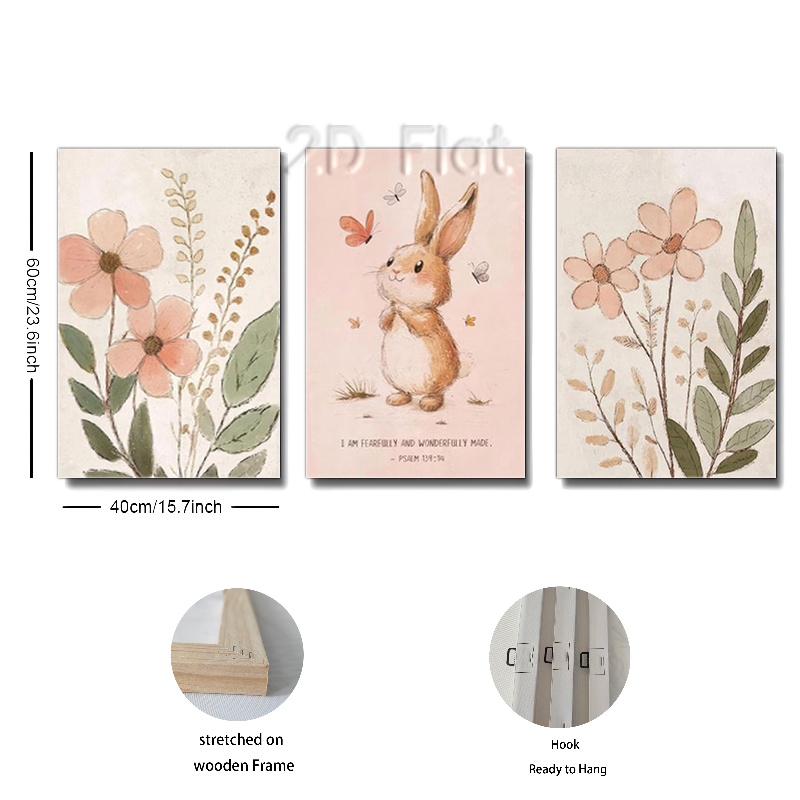 2.D Flat.
60cm/23.6inch
I AM FEARFULLY AND WONDERFULLY MADE.
- PSALM 139:14
40cm/15.7inch
stretched on
wooden Frame
Hook
Ready to Hang